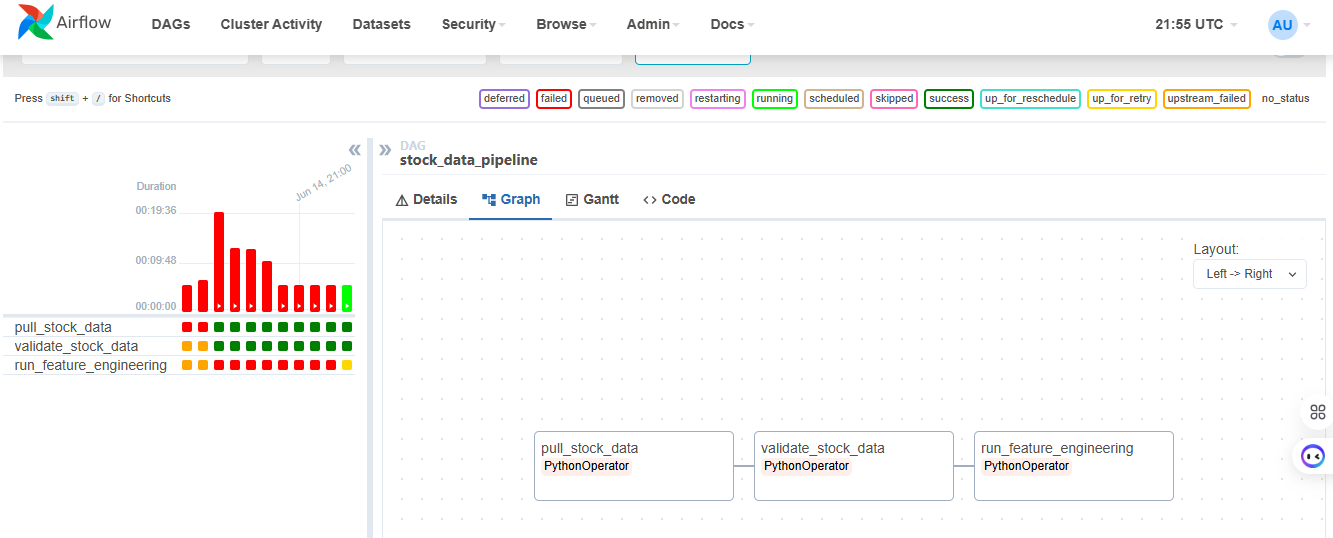 Airflow DAGs Cluster Activity Datasets Security Browse Admin Docs 21:55 UTC AU
Press shift + / for Shortcuts deferred failed queued removed restarting running scheduled skipped success up_for_reschedule up_for_retry upstream_failed no_status
DAG
stock_data_pipeline
Jun 14, 21:00
Duration
00:19:36
00:09:48
00:00:00
pull_stock_data
validate_stock_data
run_feature_engineering
Details Graph Gantt <> Code
Layout:
Left -> Right
pull_stock_data
PythonOperator
validate_stock_data
PythonOperator
run_feature_engineering
PythonOperator